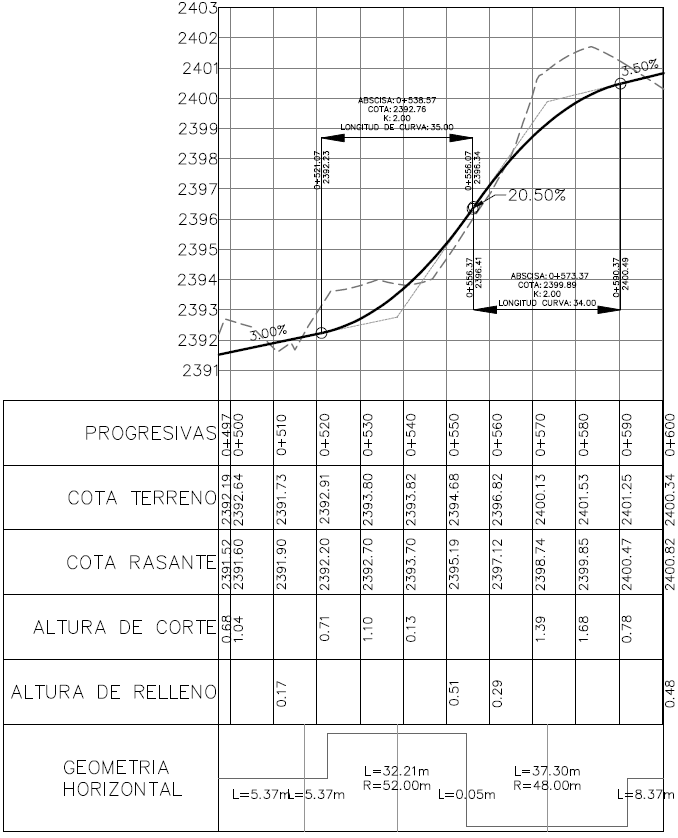 2403
2402
2401
2400
2399
2398
2397
2396
2395
2394
2393
2392
2391
3.00%
0+521.07
2392.23
ABSCISA: 0+538.57
COTA: 2392.76
K: 2.00
LONGITUD DE CURVA: 35.00
0+556.07
2396.34
20.50%
0+556.37
2396.41
ABSCISA: 0+573.37
COTA: 2399.89
K: 2.00
LONGITUD CURVA: 34.00
0+590.37
2400.49
3.50%
PROGRESIVAS 0+497 0+500 0+510 0+520 0+530 0+540 0+550 0+560 0+570 0+580 0+590 0+600
COTA TERRENO 2392.19 2392.64 2391.73 2392.91 2393.80 2393.82 2394.68 2396.82 2400.13 2401.53 2401.25 2400.34
COTA RASANTE 2391.52 2391.60 2391.90 2392.20 2392.70 2393.70 2395.19 2397.12 2398.74 2399.85 2400.47 2400.82
ALTURA DE CORTE 0.68 1.04 0.71 1.10 0.13 1.39 1.68 0.78
ALTURA DE RELLENO 0.17 0.51 0.29 0.48
GEOMETRIA
HORIZONTAL
L=5.37m
L=5.37m
L=32.21m
R=52.00m
L=0.05m
L=37.30m
R=48.00m
L=8.37m